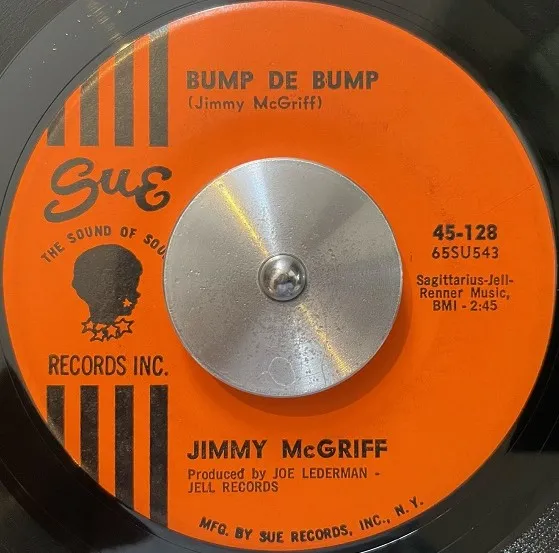 BUMP DE BUMP
(Jimmy McGriff)
Sue
THE SOUND OF
RECORDS INC.
45-128
65SU543
Sagittarius-Jell-
Renner Music,
BMI - 2:45
JIMMY McGRIFF
Produced by JOE LEDERMAN -
JELL RECORDS
MFG. BY SUE RECORDS, INC., N. Y.